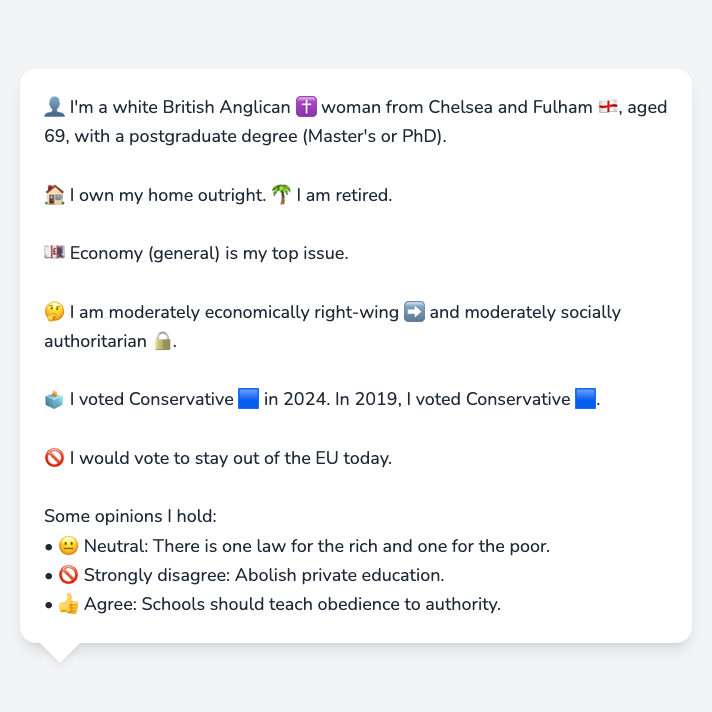 👤 I'm a white British Anglican ✝️ woman from Chelsea and Fulham 🏴󠁧󠁢󠁥󠁮󠁧󠁿, aged
69, with a postgraduate degree (Master's or PhD).
🏠 I own my home outright. 🌴 I am retired.
💷 Economy (general) is my top issue.
🤔 I am moderately economically right-wing ➡️ and moderately socially
authoritarian 🔒.
🗳️ I voted Conservative 🟦 in 2024. In 2019, I voted Conservative 🟦.
🚫 I would vote to stay out of the EU today.
Some opinions I hold:
• 😐 Neutral: There is one law for the rich and one for the poor.
• 🚫 Strongly disagree: Abolish private education.
• 👍 Agree: Schools should teach obedience to authority.